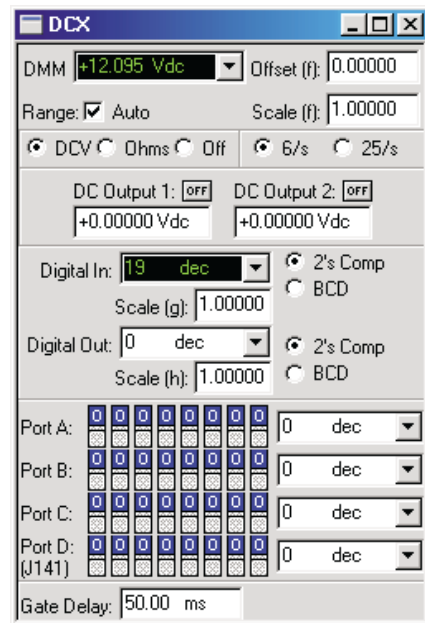 DCX
DMM +12.095 Vdc Offset (f): 0.00000
Range: Auto Scale (f): 1.00000
DCV Ohms Off 6/s 25/s
DC Output 1: OFF DC Output 2: OFF
+0.00000 Vdc +0.00000 Vdc
Digital In: 19 dec 2's Comp
BCD
Scale (g): 1.00000
Digital Out: 0 dec 2's Comp
Scale (h): 1.00000 BCD
Port A: 0 0 0 0 0 0 0 0 0 dec
Port B: 0 0 0 0 0 0 0 0 0 dec
Port C: 0 0 0 0 0 0 0 0 0 dec
Port D: 0 0 0 0 0 0 0 0 0 dec
(J141)
Gate Delay: 50.00 ms